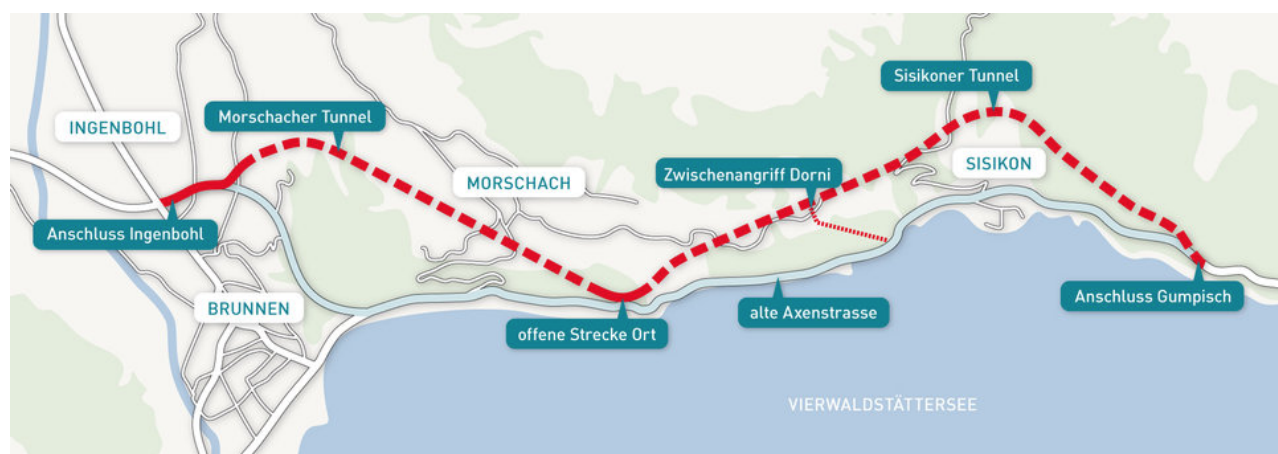 Sisikoner Tunnel
Morschacher Tunnel
INGENBOHL
SISIKON
Zwischenangriff Dorni
MORSCHACH
Anschluss Ingenbohl
Anschluss Gumpisch
BRUNNEN
alte Axenstrasse
offene Strecke Ort
VIERWALDSTÄTTERSEE